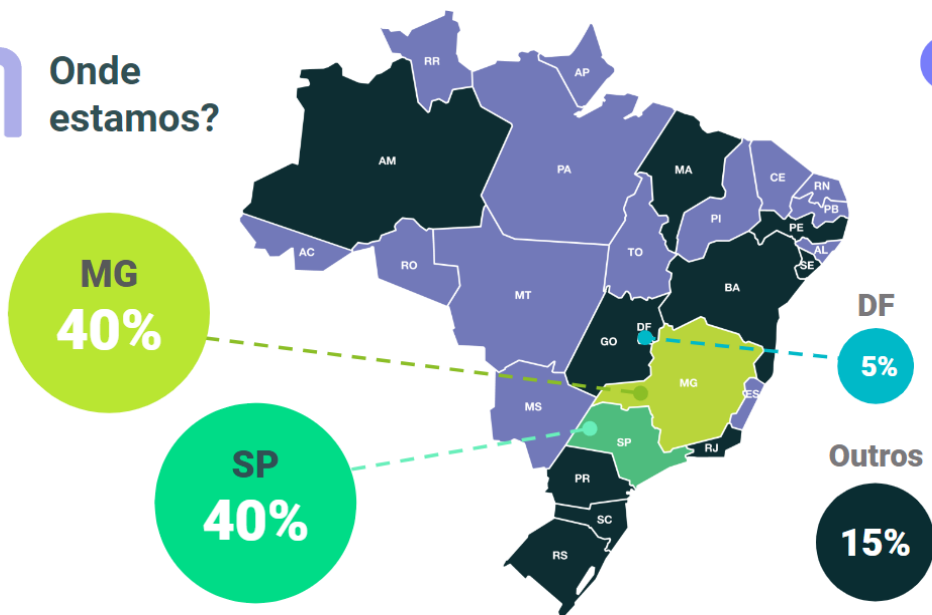 Onde
estamos?
MG
40%
SP
40%
DF
5%
Outros
15%
RR
AP
AM
PA
MA
CE
RN
PB
PI
PE
AL
SE
AC
RO
TO
MT
BA
GO
DF
MG
ES
MS
SP
RJ
PR
SC
RS